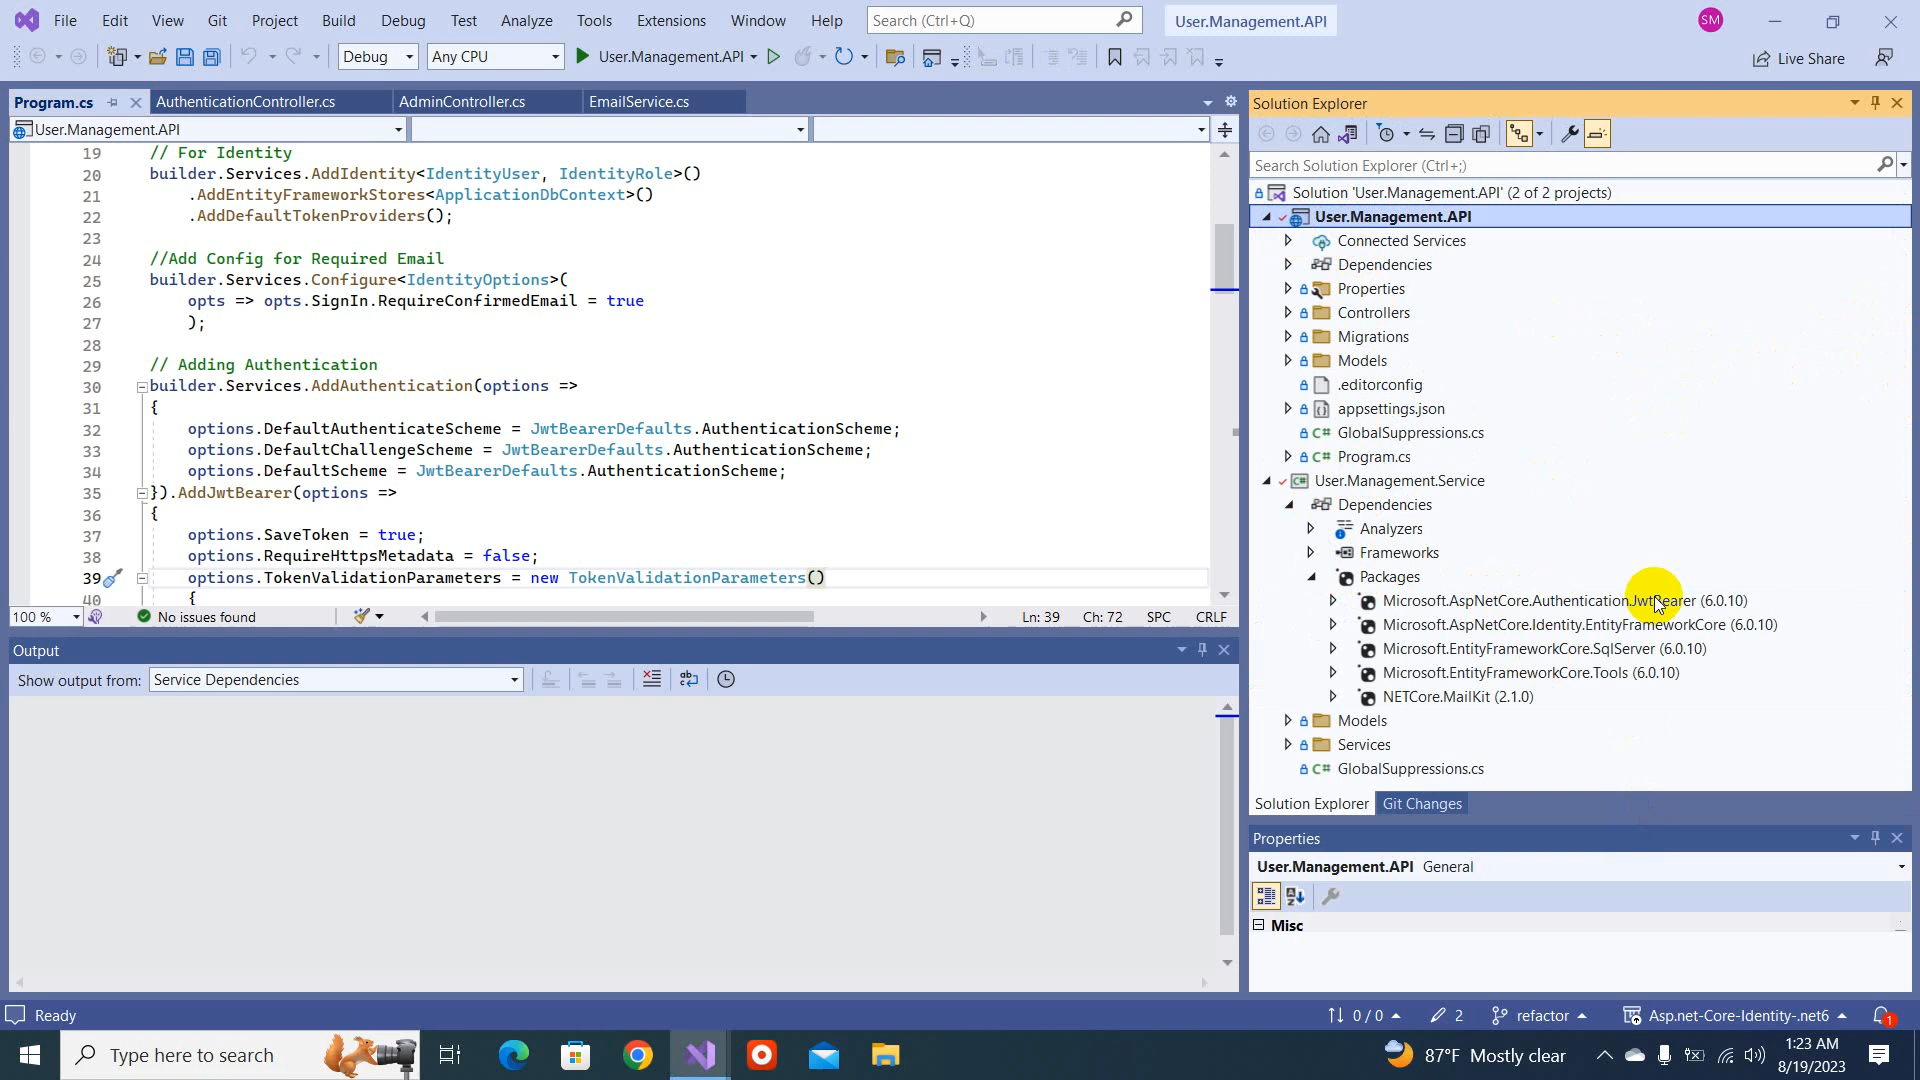 File Edit View Git Project Build Debug Test Analyze Tools Extensions Window Help Search (Ctrl+Q) User.Management.API SM
Debug Any CPU User.Management.API Live Share
Program.cs AuthenticationController.cs AdminController.cs EmailService.cs
User.Management.API
19 // For Identity
20 builder.Services.AddIdentity<IdentityUser, IdentityRole>()
21 .AddEntityFrameworkStores<ApplicationDbContext>()
22 .AddDefaultTokenProviders();
23
24 //Add Config for Required Email
25 builder.Services.Configure<IdentityOptions>(
26 opts => opts.SignIn.RequireConfirmedEmail = true
27 );
28
29 // Adding Authentication
30 builder.Services.AddAuthentication(options =>
31 {
32 options.DefaultAuthenticateScheme = JwtBearerDefaults.AuthenticationScheme;
33 options.DefaultChallengeScheme = JwtBearerDefaults.AuthenticationScheme;
34 options.DefaultScheme = JwtBearerDefaults.AuthenticationScheme;
35 }).AddJwtBearer(options =>
36 {
37 options.SaveToken = true;
38 options.RequireHttpsMetadata = false;
39 options.TokenValidationParameters = new TokenValidationParameters()
40 {
100 % No issues found Ln: 39 Ch: 72 SPC CRLF
Output
Show output from: Service Dependencies
Solution Explorer
Search Solution Explorer (Ctrl+;)
Solution 'User.Management.API' (2 of 2 projects)
User.Management.API
Connected Services
Dependencies
Properties
Controllers
Migrations
Models
.editorconfig
appsettings.json
C# GlobalSuppressions.cs
C# Program.cs
C# User.Management.Service
Dependencies
Analyzers
Frameworks
Packages
Microsoft.AspNetCore.Authentication.JwtBearer (6.0.10)
Microsoft.AspNetCore.Identity.EntityFrameworkCore (6.0.10)
Microsoft.EntityFrameworkCore.SqlServer (6.0.10)
Microsoft.EntityFrameworkCore.Tools (6.0.10)
NETCore.MailKit (2.1.0)
Models
Services
C# GlobalSuppressions.cs
Solution Explorer Git Changes
Properties
User.Management.API General
Misc
Ready 0 / 0 2 refactor Asp.net-Core-Identity-.net6 1
Type here to search 87°F Mostly clear 1:23 AM
8/19/2023